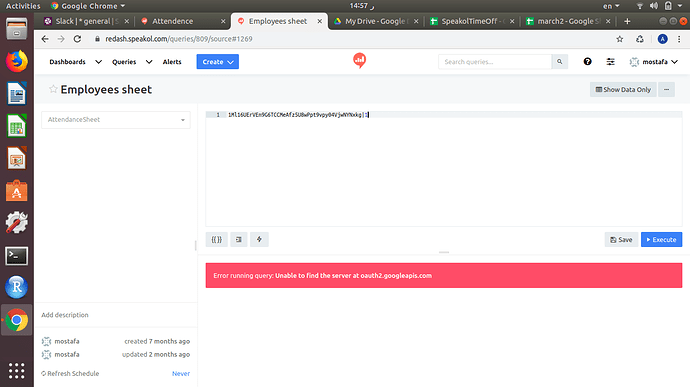 Activities Google Chrome ▾ 14:57 ر en
Slack | * general | S Attendence Employees sheet My Drive - Google SpeakolTimeOff - march2 - Google S
redash.speakol.com/queries/809/source#1269
Dashboards Queries Alerts Create Search queries... mostafa
Employees sheet Show Data Only ...
AttendanceSheet
{{ }} Save Execute
Error running query: Unable to find the server at oauth2.googleapis.com
Add description
mostafa created 7 months ago
mostafa updated 2 months ago
Refresh Schedule Never